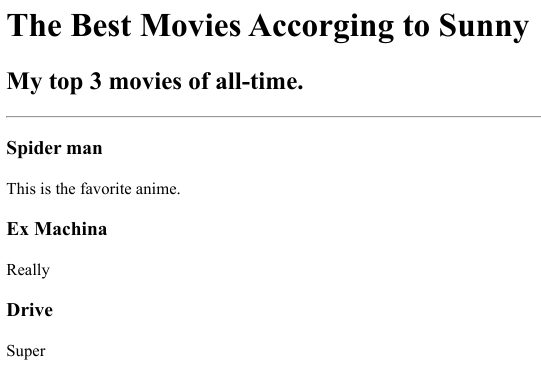 The Best Movies Accorging to Sunny
My top 3 movies of all-time.
Spider man
This is the favorite anime.
Ex Machina
Really
Drive
Super